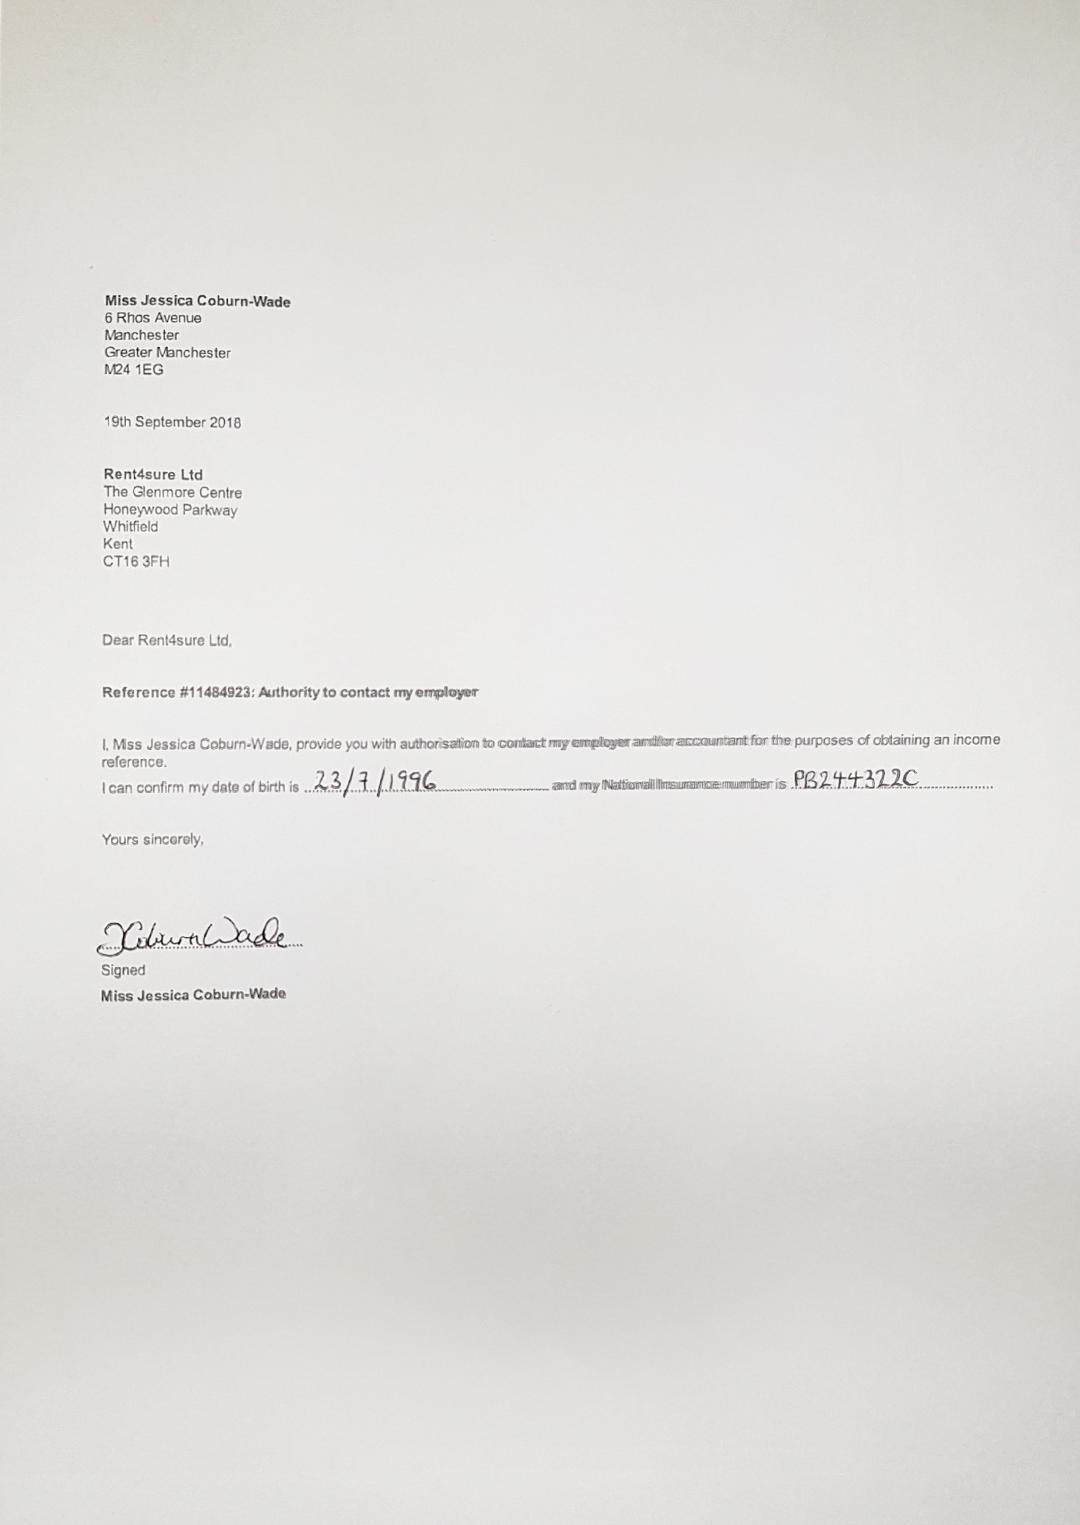 Miss Jessica Coburn-Wade
6 Rhos Avenue
Manchester
Greater Manchester
M24 1EG
19th September 2018
Rent4sure Ltd
The Glenmore Centre
Honeywood Parkway
Whitfield
Kent
CT16 3FH
Dear Rent4sure Ltd,
Reference #11484923: Authority to contact my employer
I, Miss Jessica Coburn-Wade, provide you with authorisation to contact my employer and/or accountant for the purposes of obtaining an income
reference.
I can confirm my date of birth is 23/7/1996 and my National Insurance number is PB244322C
Yours sincerely,
JCoburnWade
Signed
Miss Jessica Coburn-Wade